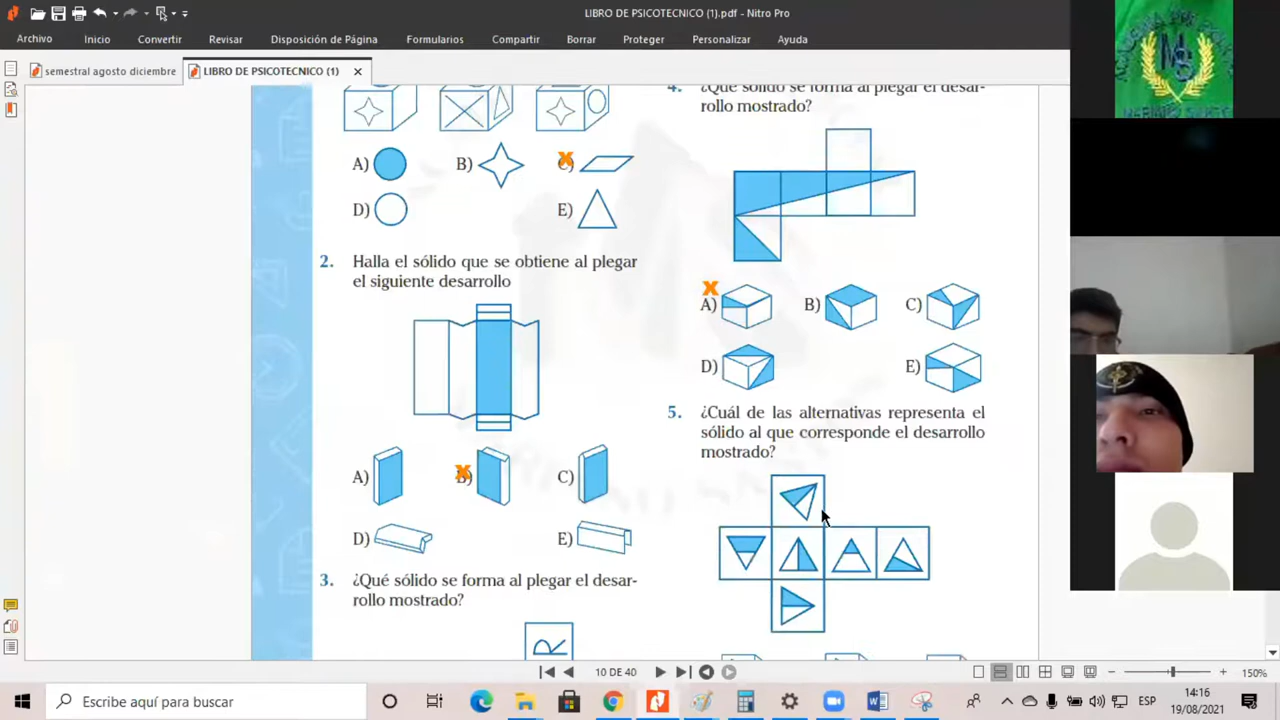 LIBRO DE PSICOTECNICO (1).pdf - Nitro Pro
Archivo Inicio Convertir Revisar Disposición de Página Formularios Compartir Borrar Proteger Personalizar Ayuda
semestral agosto diciembre LIBRO DE PSICOTECNICO (1) ×
A) B) C)
D) E)
2. Halla el sólido que se obtiene al plegar
el siguiente desarrollo
A) B) C)
D) E)
3. ¿Qué sólido se forma al plegar el desar-
rollo mostrado?
R
4. ¿Qué sólido se forma al plegar el desar-
rollo mostrado?
A) B) C)
D) E)
5. ¿Cuál de las alternativas representa el
sólido al que corresponde el desarrollo
mostrado?
10 DE 40
150%
Escribe aquí para buscar
ESP
14:16
19/08/2021